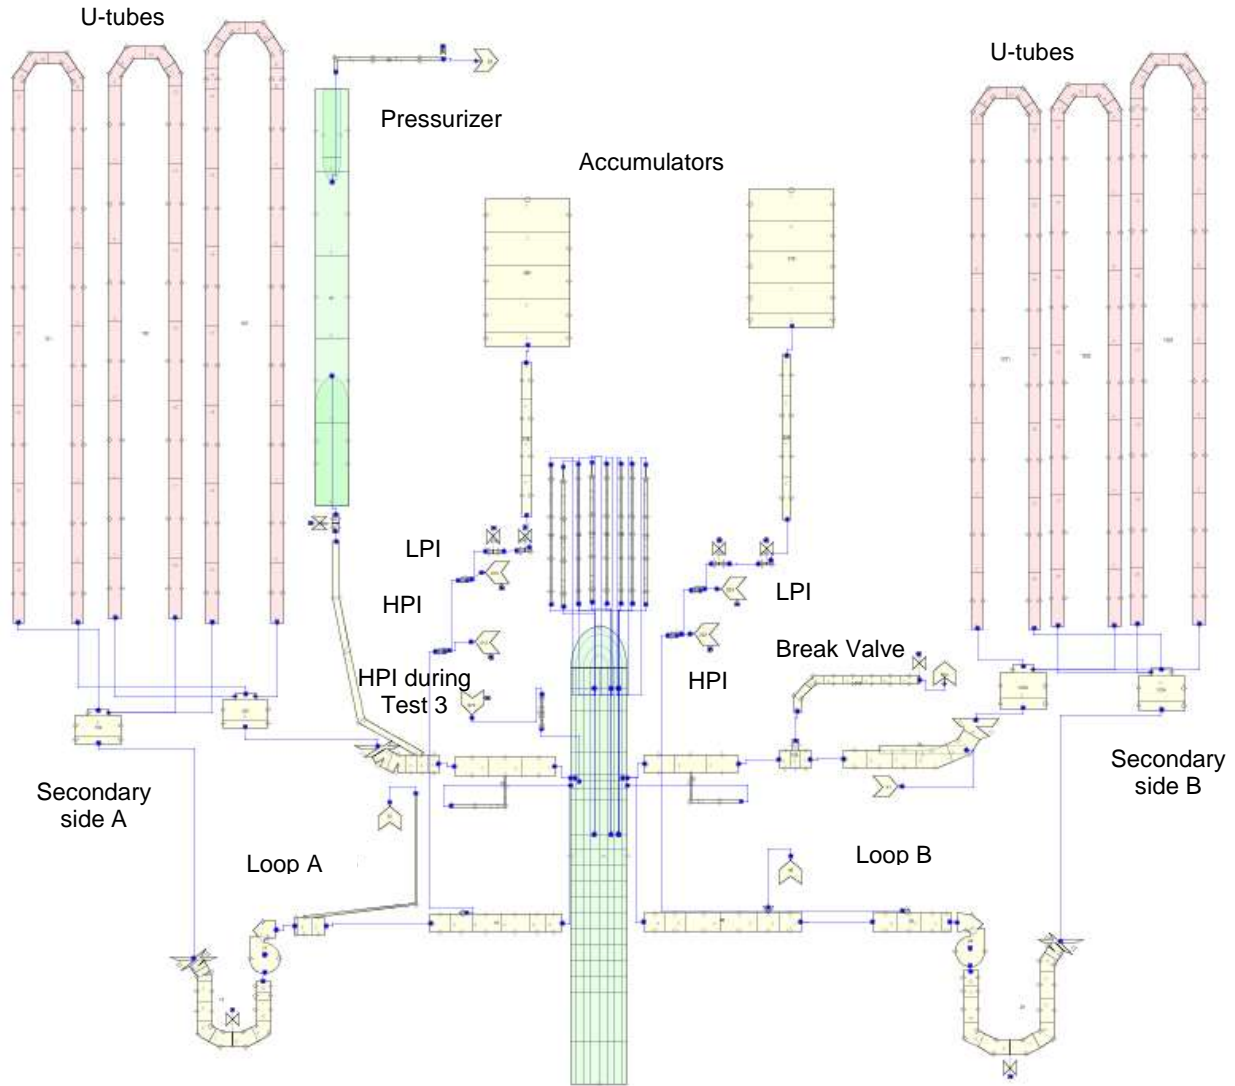 U-tubes
U-tubes
Pressurizer
Accumulators
LPI
HPI
LPI
Break Valve
HPI during
Test 3
HPI
Secondary
side A
Secondary
side B
Loop A
Loop B